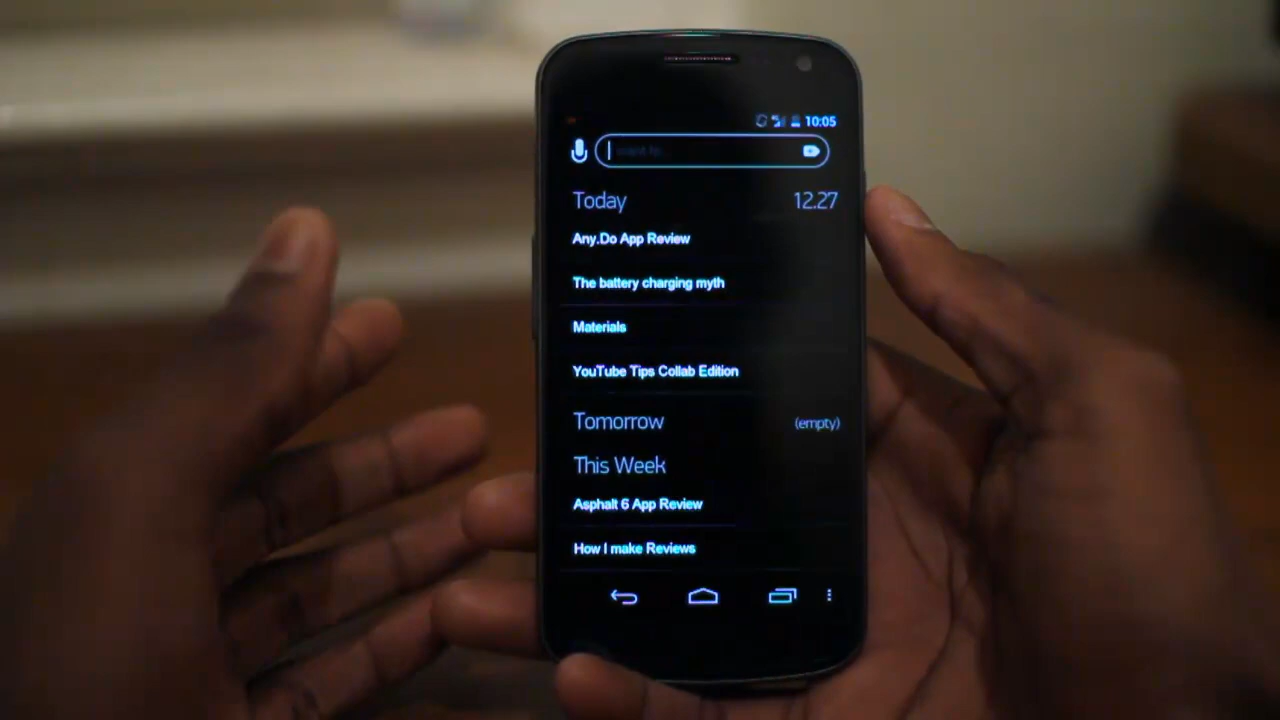 10:05
Today 12.27
Any.Do App Review
The battery charging myth
Materials
YouTube Tips Collab Edition
Tomorrow (empty)
This Week
Asphalt 6 App Review
How I make Reviews